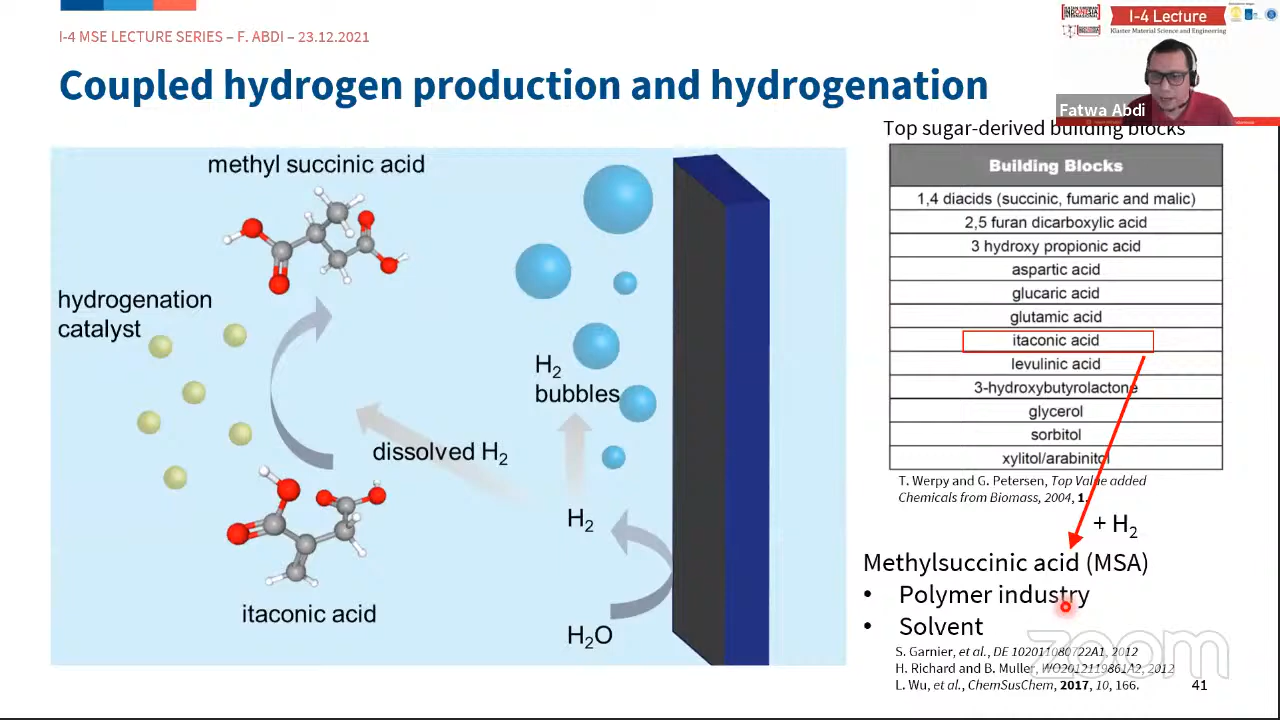 I-4 MSE LECTURE SERIES – F. ABDI – 23.12.2021
Coupled hydrogen production and hydrogenation
I-4 Lecture
Klaster Material Science and Engineering
Fatwa Abdi
methyl succinic acid
hydrogenation
catalyst
H2
bubbles
dissolved H2
H2
itaconic acid
H2O
Top sugar-derived building blocks
Building Blocks
1,4 diacids (succinic, fumaric and malic)
2,5 furan dicarboxylic acid
3 hydroxy propionic acid
aspartic acid
glucaric acid
glutamic acid
itaconic acid
levulinic acid
3-hydroxybutyrolactone
glycerol
sorbitol
xylitol/arabinitol
T. Werpy and G. Petersen, Top Value added
Chemicals from Biomass, 2004, 1.
+ H2
Methylsuccinic acid (MSA)
• Polymer industry
• Solvent
S. Garnier, et al., DE 102011080722A1, 2012
H. Richard and B. Muller, WO2012119861A2, 2012
L. Wu, et al., ChemSusChem, 2017, 10, 166.
41
zoom